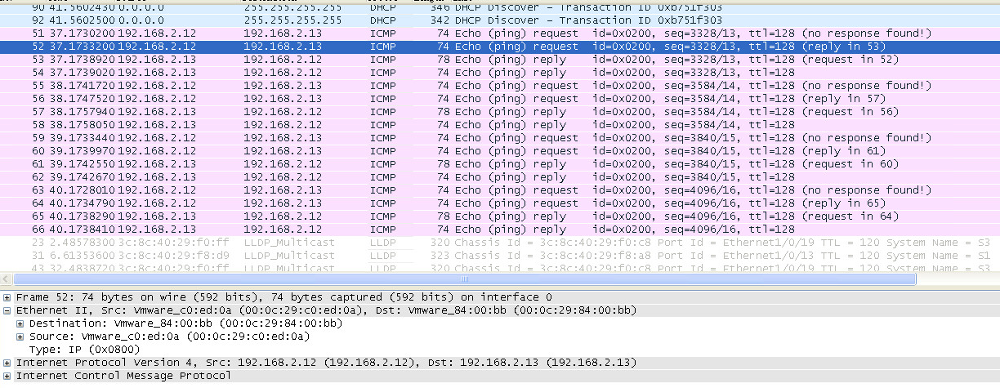 90 41.5602430 0.0.0.0 255.255.255.255 DHCP 346 DHCP Discover - Transaction ID 0xb751f303
92 41.5602500 0.0.0.0 255.255.255.255 DHCP 342 DHCP Discover - Transaction ID 0xb751f303
51 37.1730200 192.168.2.12 192.168.2.13 ICMP 74 Echo (ping) request id=0x0200, seq=3328/13, ttl=128 (no response found!)
52 37.1733200 192.168.2.12 192.168.2.13 ICMP 74 Echo (ping) request id=0x0200, seq=3328/13, ttl=128 (reply in 53)
53 37.1738920 192.168.2.13 192.168.2.12 ICMP 78 Echo (ping) reply id=0x0200, seq=3328/13, ttl=128 (request in 52)
54 37.1739020 192.168.2.13 192.168.2.12 ICMP 74 Echo (ping) reply id=0x0200, seq=3328/13, ttl=128
55 38.1741720 192.168.2.12 192.168.2.13 ICMP 74 Echo (ping) request id=0x0200, seq=3584/14, ttl=128 (no response found!)
56 38.1747520 192.168.2.12 192.168.2.13 ICMP 74 Echo (ping) request id=0x0200, seq=3584/14, ttl=128 (reply in 57)
57 38.1757940 192.168.2.13 192.168.2.12 ICMP 78 Echo (ping) reply id=0x0200, seq=3584/14, ttl=128 (request in 56)
58 38.1758050 192.168.2.13 192.168.2.12 ICMP 74 Echo (ping) reply id=0x0200, seq=3584/14, ttl=128
59 39.1733440 192.168.2.12 192.168.2.13 ICMP 74 Echo (ping) request id=0x0200, seq=3840/15, ttl=128 (no response found!)
60 39.1739970 192.168.2.12 192.168.2.13 ICMP 74 Echo (ping) request id=0x0200, seq=3840/15, ttl=128 (reply in 61)
61 39.1742550 192.168.2.13 192.168.2.12 ICMP 78 Echo (ping) reply id=0x0200, seq=3840/15, ttl=128 (request in 60)
62 39.1742670 192.168.2.13 192.168.2.12 ICMP 74 Echo (ping) reply id=0x0200, seq=3840/15, ttl=128
63 40.1728010 192.168.2.12 192.168.2.13 ICMP 74 Echo (ping) request id=0x0200, seq=4096/16, ttl=128 (no response found!)
64 40.1734790 192.168.2.12 192.168.2.13 ICMP 74 Echo (ping) request id=0x0200, seq=4096/16, ttl=128 (reply in 65)
65 40.1738290 192.168.2.13 192.168.2.12 ICMP 78 Echo (ping) reply id=0x0200, seq=4096/16, ttl=128 (request in 64)
66 40.1738410 192.168.2.13 192.168.2.12 ICMP 74 Echo (ping) reply id=0x0200, seq=4096/16, ttl=128
23 2.48578300 3c:8c:40:29:f0:ff LLDP_Multicast LLDP 320 Chassis Id = 3c:8c:40:29:f0:c8 Port Id = Ethernet1/0/19 TTL = 120 System Name = S3
31 6.61353600 3c:8c:40:29:f8:d9 LLDP_Multicast LLDP 323 Chassis Id = 3c:8c:40:29:f8:a8 Port Id = Ethernet1/0/13 TTL = 120 System Name = S1
43 32.4838720 3c:8c:40:29:f0:ff LLDP_Multicast LLDP 320 Chassis Id = 3c:8c:40:29:f0:c8 Port Id = Ethernet1/0/19 TTL = 120 System Name = S3
Frame 52: 74 bytes on wire (592 bits), 74 bytes captured (592 bits) on interface 0
Ethernet II, Src: Vmware_c0:ed:0a (00:0c:29:c0:ed:0a), Dst: Vmware_84:00:bb (00:0c:29:84:00:bb)
Destination: Vmware_84:00:bb (00:0c:29:84:00:bb)
Source: Vmware_c0:ed:0a (00:0c:29:c0:ed:0a)
Type: IP (0x0800)
Internet Protocol Version 4, Src: 192.168.2.12 (192.168.2.12), Dst: 192.168.2.13 (192.168.2.13)
Internet Control Message Protocol